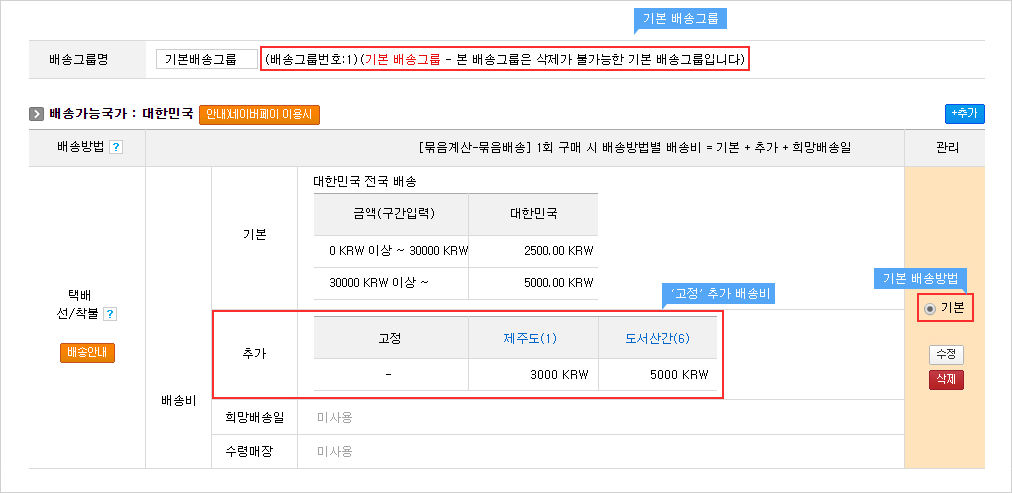 기본 배송그룹
배송그룹명 기본배송그룹 (배송그룹번호:1)(기본 배송그룹 - 본 배송그룹은 삭제가 불가능한 기본 배송그룹입니다)
배송가능국가 : 대한민국 안내)네이버페이 이용시 +추가
배송방법 ? [묶음계산-묶음배송] 1회 구매 시 배송방법별 배송비 = 기본 + 추가 + 희망배송일 관리
대한민국 전국 배송
금액(구간입력) 대한민국
기본
0 KRW 이상 ~ 30000 KRW 2500.00 KRW
30000 KRW 이상 ~ 5000.00 KRW
기본 배송방법
기본
택배
선/착불 ?
배송안내
'고정' 추가 배송비
고정 제주도(1) 도서산간(6)
추가
- 3000 KRW 5000 KRW
수정
삭제
배송비
희망배송일 미사용
수령매장 미사용